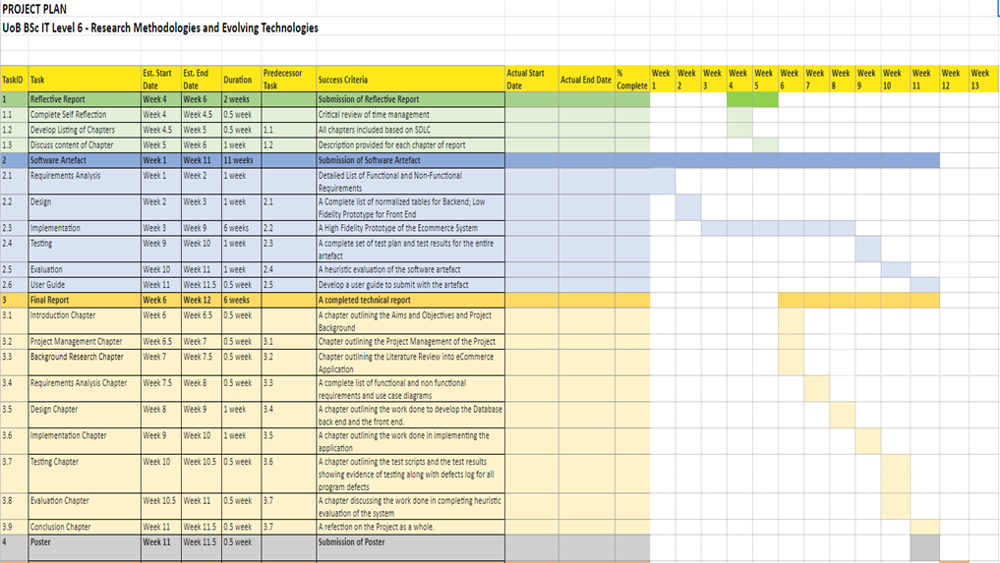 PROJECT PLAN
UoB BSc IT Level 6 - Research Methodologies and Evolving Technologies
TaskID Task Est. Start Date Est. End Date Duration Predecessor Task Success Criteria Actual Start Date Actual End Date % Complete Week 1 Week 2 Week 3 Week 4 Week 5 Week 6 Week 7 Week 8 Week 9 Week 10 Week 11 Week 12 Week 13
1 Reflective Report Week 4 Week 6 2 weeks Submission of Reflective Report
1.1 Complete Self Reflection Week 4 Week 4.5 0.5 week Critical review of time management
1.2 Develop Listing of Chapters Week 4.5 Week 5 0.5 week 1.1 All chapters included based on SDLC
1.3 Discuss content of Chapter Week 5 Week 6 1 week 1.2 Description provided for each chapter of report
2 Software Artefact Week 1 Week 11 11 weeks Submission of Software Artefact
2.1 Requirements Analysis Week 1 Week 2 1 week Detailed List of Functional and Non-Functional
Requirements
2.2 Design Week 2 Week 3 1 week 2.1 A Complete list of normalized tables for Backend; Low
Fidelity Prototype for Front End
2.3 Implementation Week 3 Week 9 6 weeks 2.2 A High Fidelity Prototype of the Ecommerce System
2.4 Testing Week 9 Week 10 1 week 2.3 A complete set of test plan and test results for the entire
artefact
2.5 Evaluation Week 10 Week 11 1 week 2.4 A heuristic evaluation of the software artefact
2.6 User Guide Week 11 Week 11.5 0.5 week 2.5 Develop a user guide to submit with the artefact
3 Final Report Week 6 Week 12 6 weeks A completed technical report
3.1 Introduction Chapter Week 6 Week 6.5 0.5 week A chapter outlining the Aims and Objectives and Project
Background
3.2 Project Management Chapter Week 6.5 Week 7 0.5 week 3.1 Chapter outlining the Project Management of the Project
3.3 Background Research Chapter Week 7 Week 7.5 0.5 week 3.2 Chapter outlining the Literature Review into eCommerce
Application
3.4 Requirements Analysis Chapter Week 7.5 Week 8 0.5 week 3.3 A complete list of functional and non functional
requirements and use case diagrams
3.5 Design Chapter Week 8 Week 9 1 week 3.4 A chapter outlining the work done to develop the Database
back end and the front end.
3.6 Implementation Chapter Week 9 Week 10 1 week 3.5 A chapter outlining the work done in implementing the
application
3.7 Testing Chapter Week 10 Week 10.5 0.5 week 3.6 A chapter outlining the test scripts and the test results
showing evidence of testing along with defects log for all
program defects
3.8 Evaluation Chapter Week 10.5 Week 11 0.5 week 3.7 A chapter discussing the work done in completing heuristic
evaluation of the system
3.9 Conclusion Chapter Week 11 Week 11.5 0.5 week 3.7 A refection on the Project as a whole.
4 Poster Week 11 Week 11.5 0.5 week Submission of Poster